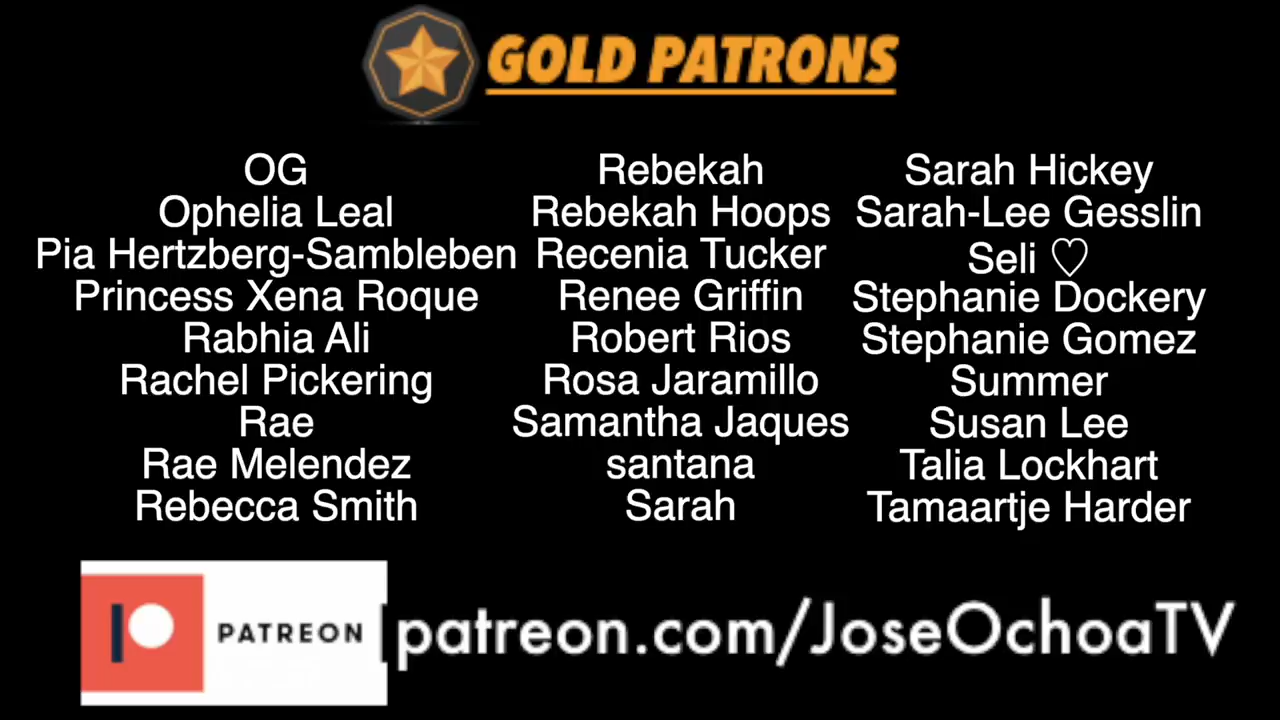 GOLD PATRONS
OG
Ophelia Leal
Pia Hertzberg-Sambleben
Princess Xena Roque
Rabhia Ali
Rachel Pickering
Rae
Rae Melendez
Rebecca Smith
Rebekah
Rebekah Hoops
Recenia Tucker
Renee Griffin
Robert Rios
Rosa Jaramillo
Samantha Jaques
santana
Sarah
Sarah Hickey
Sarah-Lee Gesslin
Seli ♡
Stephanie Dockery
Stephanie Gomez
Summer
Susan Lee
Talia Lockhart
Tamaartje Harder
PATREON
patreon.com/JoseOchoaTV